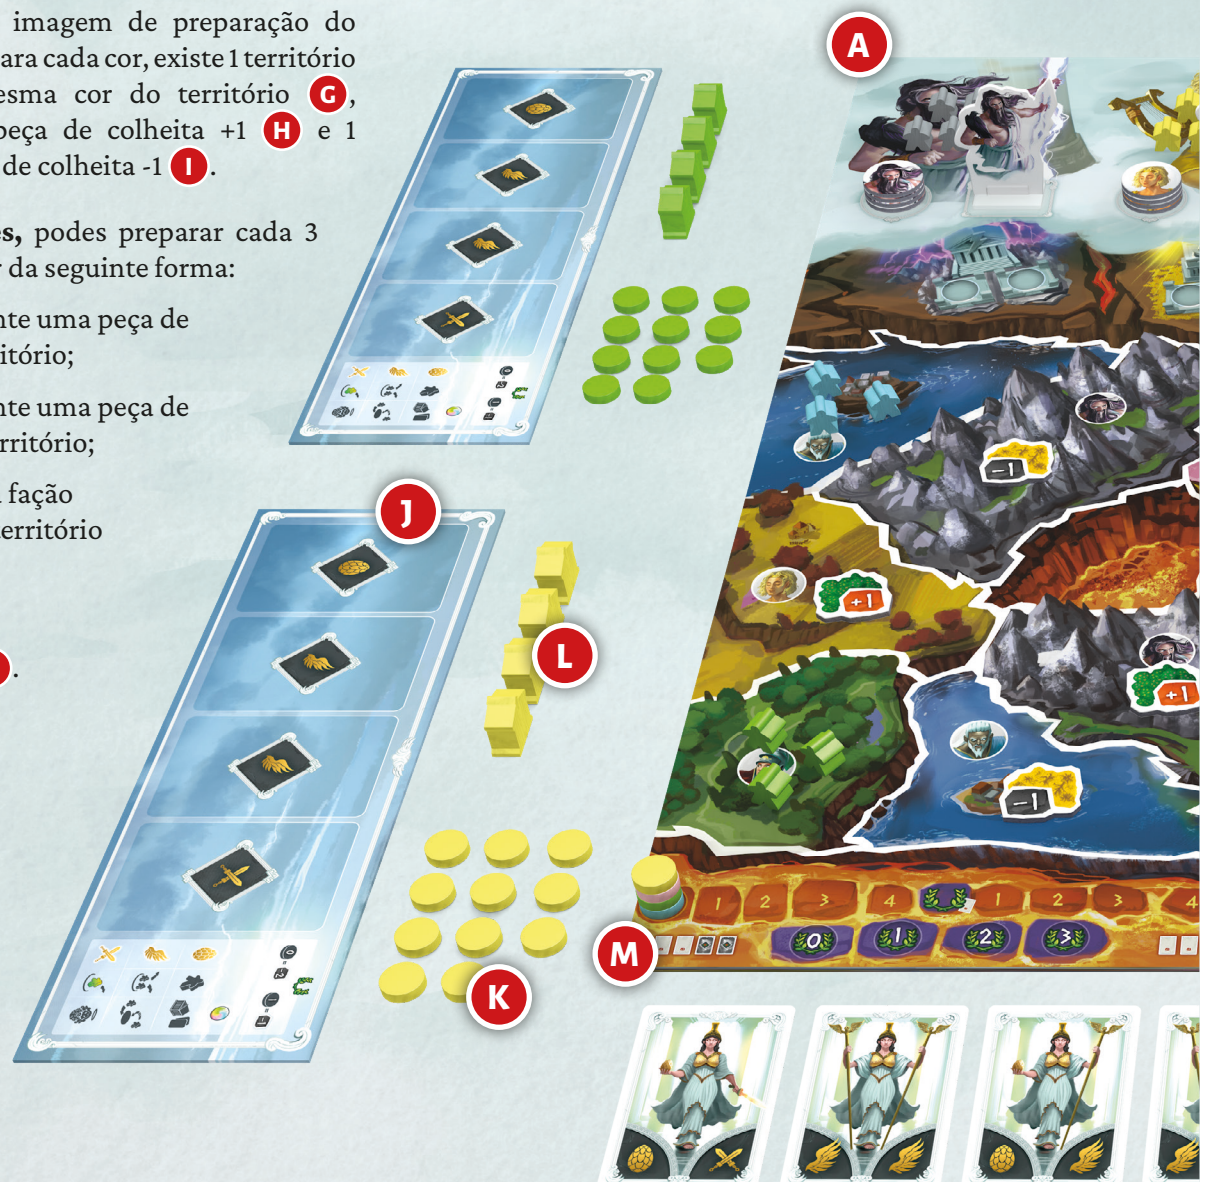 imagem de preparação do
ara cada cor, existe 1 território
esma cor do território G,
peça de colheita +1 H e 1
de colheita -1 I.
es, podes preparar cada 3
r da seguinte forma:
nte uma peça de
itório;
nte uma peça de
erritório;
a fação
território
.
A
J
L
K
M
-1
+1
+1
-1
1 2 3 4 1 2 3 4
0 1 2 3